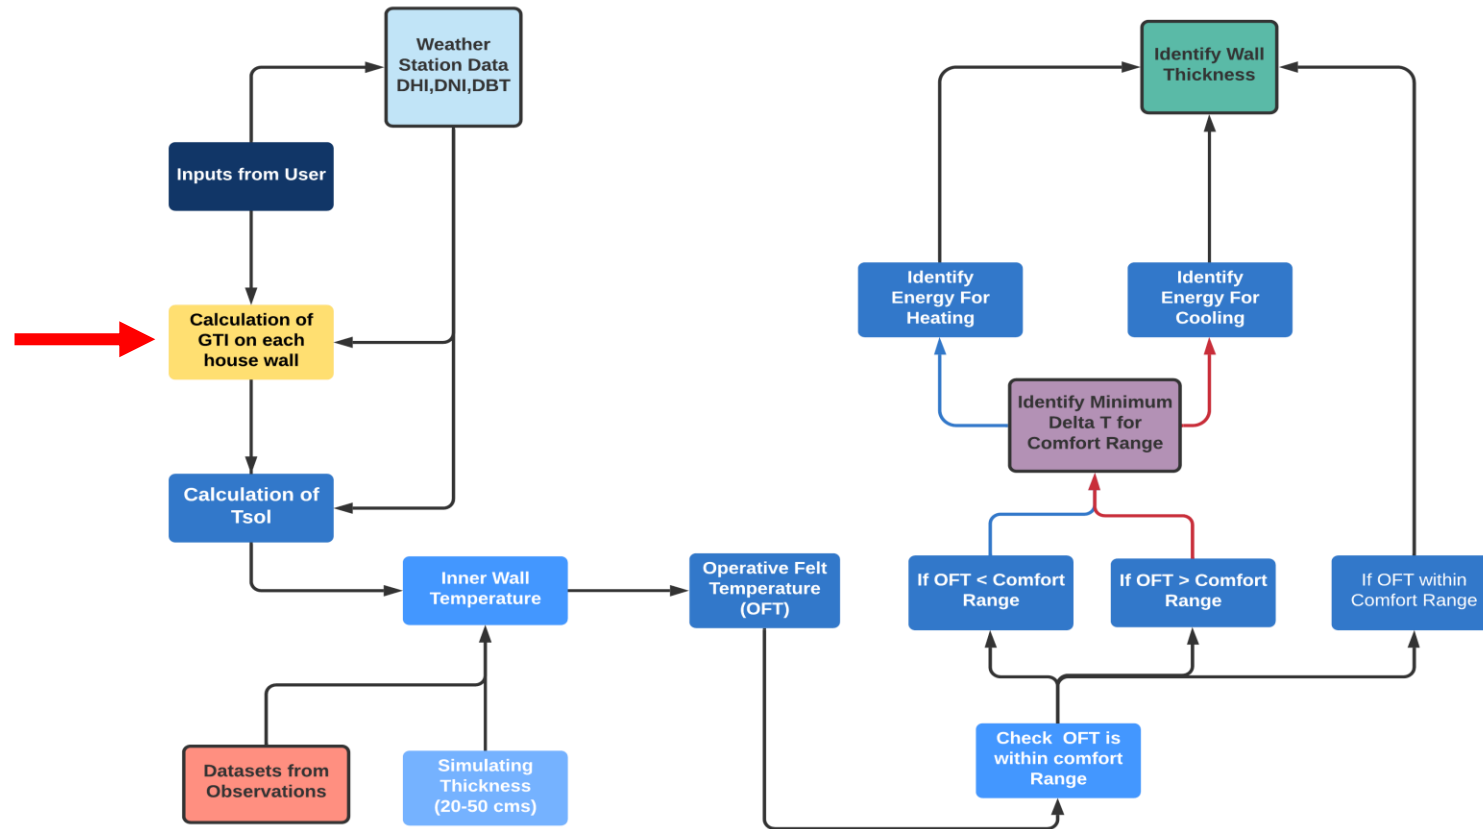 Weather
Station Data
DHI,DNI,DBT
Inputs from User
Calculation of
GTI on each
house wall
Calculation of
Tsol
Inner Wall
Temperature
Datasets from
Observations
Simulating
Thickness
(20-50 cms)
Operative Felt
Temperature
(OFT)
Check OFT is
within comfort
Range
If OFT < Comfort
Range
If OFT > Comfort
Range
If OFT within
Comfort Range
Identify Minimum
Delta T for
Comfort Range
Identify
Energy For
Heating
Identify
Energy For
Cooling
Identify Wall
Thickness